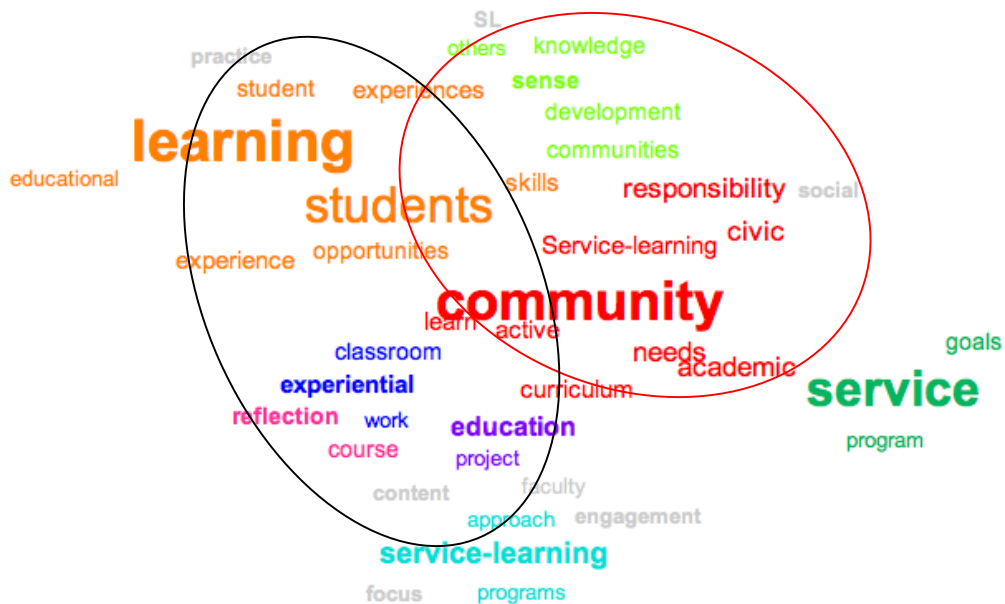 SL
others knowledge
practice
sense
student experiences
development
learning
communities
educational
skills
responsibility social
students
civic
Service-learning
opportunities
experience
community
learn active
goals
classroom
needs
academic
experiential
curriculum
service
reflection
work
education
program
course
project
content
faculty
approach engagement
service-learning
focus programs